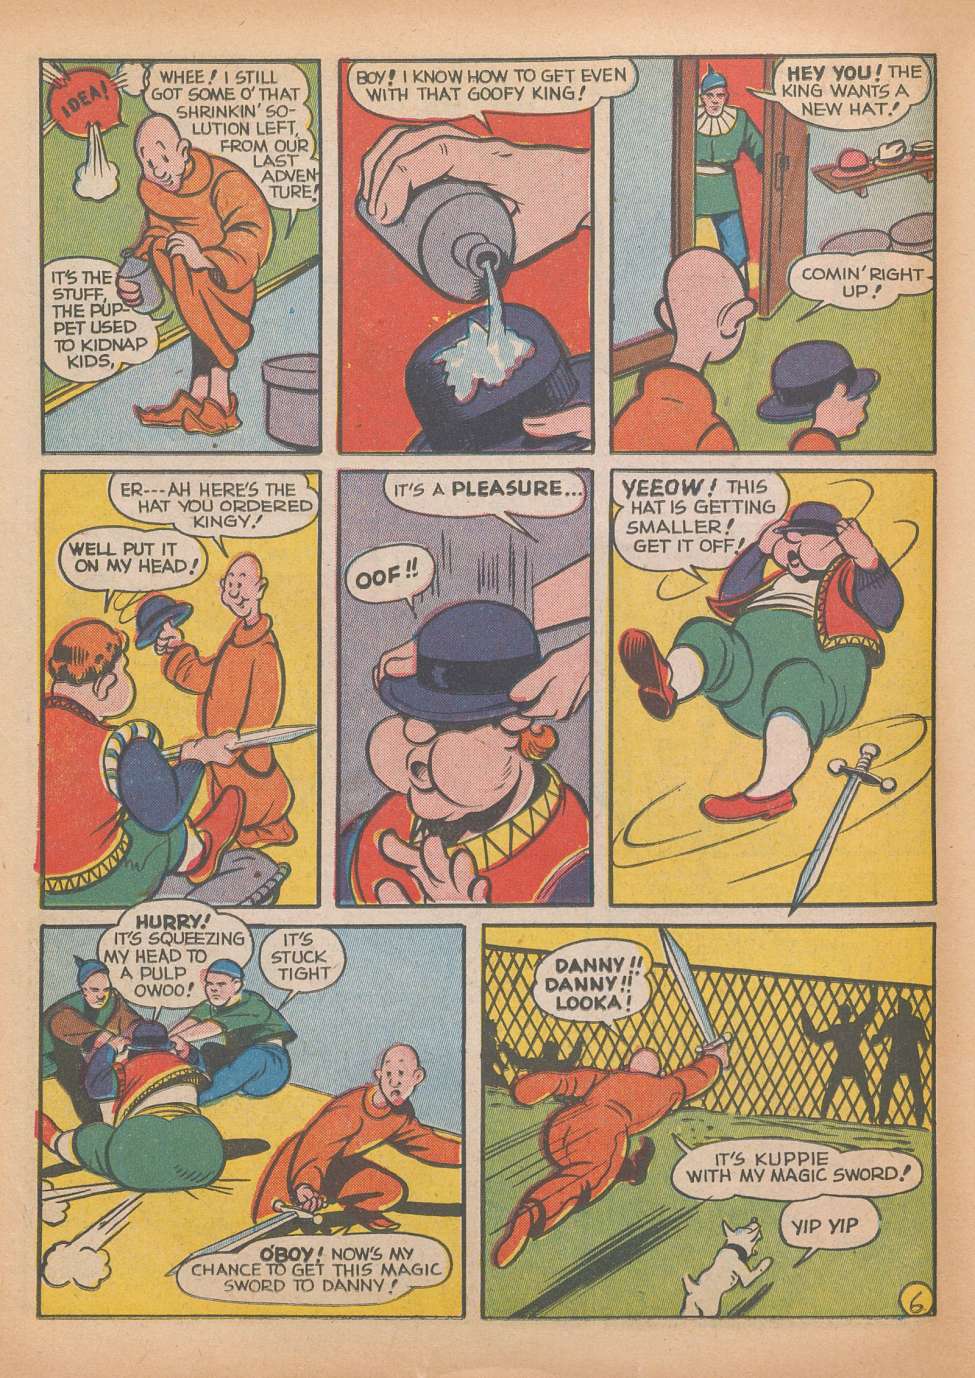 IDEA!
WHEE! I STILL
GOT SOME O' THAT
SHRINKIN' SO-
LUTION LEFT,
FROM OUR
LAST
ADVEN-
TURE!
IT'S THE
STUFF,
THE PUP-
PET USED
TO KIDNAP
KIDS,
BOY! I KNOW HOW TO GET EVEN
WITH THAT GOOFY KING!
HEY YOU! THE
KING WANTS A
NEW HAT!
COMIN' RIGHT
UP!
ER---AH HERE'S THE
HAT YOU ORDERED
KINGY!
WELL PUT IT
ON MY HEAD!
IT'S A PLEASURE...
OOF!!
YEEOW! THIS
HAT IS GETTING
SMALLER!
GET IT OFF!
HURRY!
IT'S SQUEEZING
MY HEAD TO
A PULP
OWOO!
IT'S
STUCK
TIGHT
O'BOY! NOW'S MY
CHANCE TO GET THIS MAGIC
SWORD TO DANNY!
DANNY!!
DANNY!!
LOOKA!
IT'S KUPPIE
WITH MY MAGIC SWORD!
YIP YIP
6